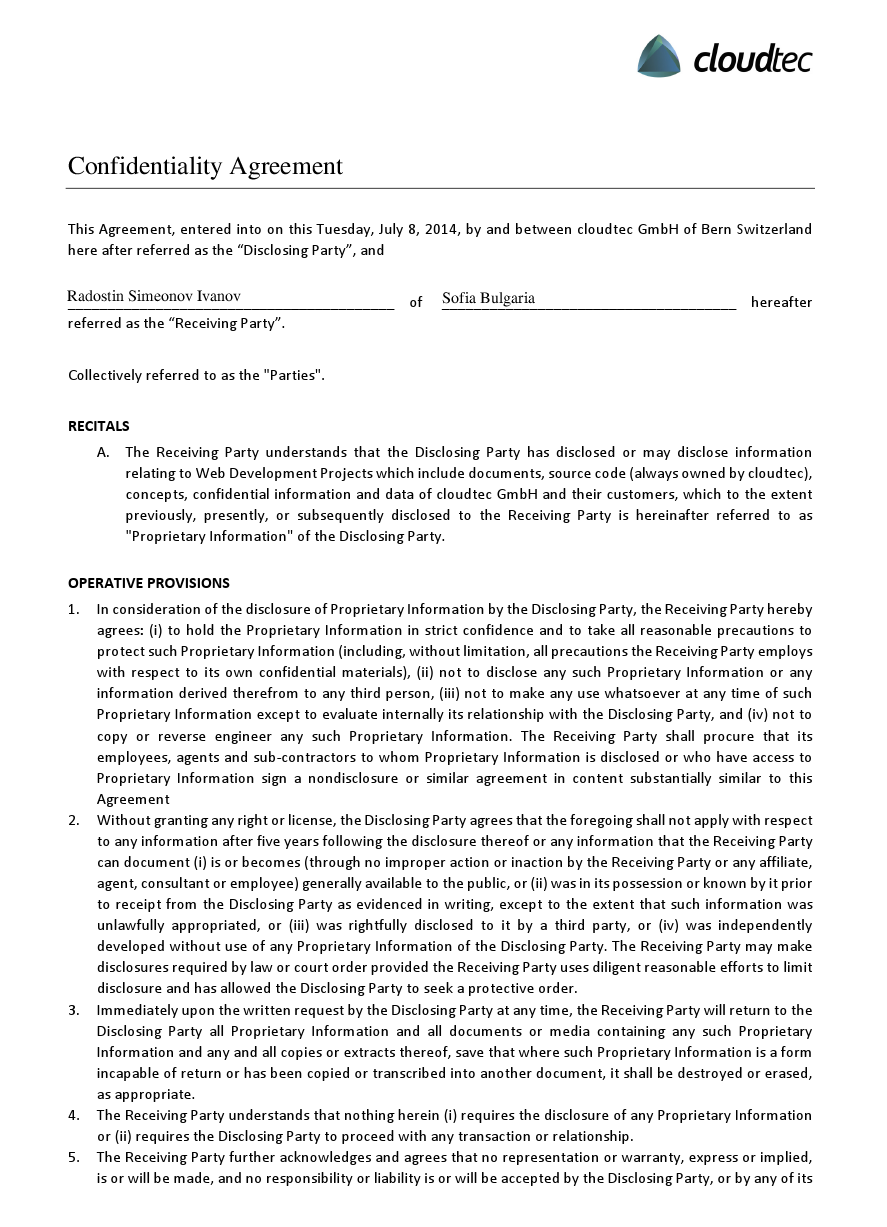 cloudtec
Confidentiality Agreement
This Agreement, entered into on this Tuesday, July 8, 2014, by and between cloudtec GmbH of Bern Switzerland
here after referred as the “Disclosing Party”, and
Radostin Simeonov Ivanov of Sofia Bulgaria hereafter
referred as the “Receiving Party”.
Collectively referred to as the "Parties".
RECITALS
A. The Receiving Party understands that the Disclosing Party has disclosed or may disclose information
relating to Web Development Projects which include documents, source code (always owned by cloudtec),
concepts, confidential information and data of cloudtec GmbH and their customers, which to the extent
previously, presently, or subsequently disclosed to the Receiving Party is hereinafter referred to as
"Proprietary Information" of the Disclosing Party.
OPERATIVE PROVISIONS
1. In consideration of the disclosure of Proprietary Information by the Disclosing Party, the Receiving Party hereby
agrees: (i) to hold the Proprietary Information in strict confidence and to take all reasonable precautions to
protect such Proprietary Information (including, without limitation, all precautions the Receiving Party employs
with respect to its own confidential materials), (ii) not to disclose any such Proprietary Information or any
information derived therefrom to any third person, (iii) not to make any use whatsoever at any time of such
Proprietary Information except to evaluate internally its relationship with the Disclosing Party, and (iv) not to
copy or reverse engineer any such Proprietary Information. The Receiving Party shall procure that its
employees, agents and sub-contractors to whom Proprietary Information is disclosed or who have access to
Proprietary Information sign a nondisclosure or similar agreement in content substantially similar to this
Agreement
2. Without granting any right or license, the Disclosing Party agrees that the foregoing shall not apply with respect
to any information after five years following the disclosure thereof or any information that the Receiving Party
can document (i) is or becomes (through no improper action or inaction by the Receiving Party or any affiliate,
agent, consultant or employee) generally available to the public, or (ii) was in its possession or known by it prior
to receipt from the Disclosing Party as evidenced in writing, except to the extent that such information was
unlawfully appropriated, or (iii) was rightfully disclosed to it by a third party, or (iv) was independently
developed without use of any Proprietary Information of the Disclosing Party. The Receiving Party may make
disclosures required by law or court order provided the Receiving Party uses diligent reasonable efforts to limit
disclosure and has allowed the Disclosing Party to seek a protective order.
3. Immediately upon the written request by the Disclosing Party at any time, the Receiving Party will return to the
Disclosing Party all Proprietary Information and all documents or media containing any such Proprietary
Information and any and all copies or extracts thereof, save that where such Proprietary Information is a form
incapable of return or has been copied or transcribed into another document, it shall be destroyed or erased,
as appropriate.
4. The Receiving Party understands that nothing herein (i) requires the disclosure of any Proprietary Information
or (ii) requires the Disclosing Party to proceed with any transaction or relationship.
5. The Receiving Party further acknowledges and agrees that no representation or warranty, express or implied,
is or will be made, and no responsibility or liability is or will be accepted by the Disclosing Party, or by any of its